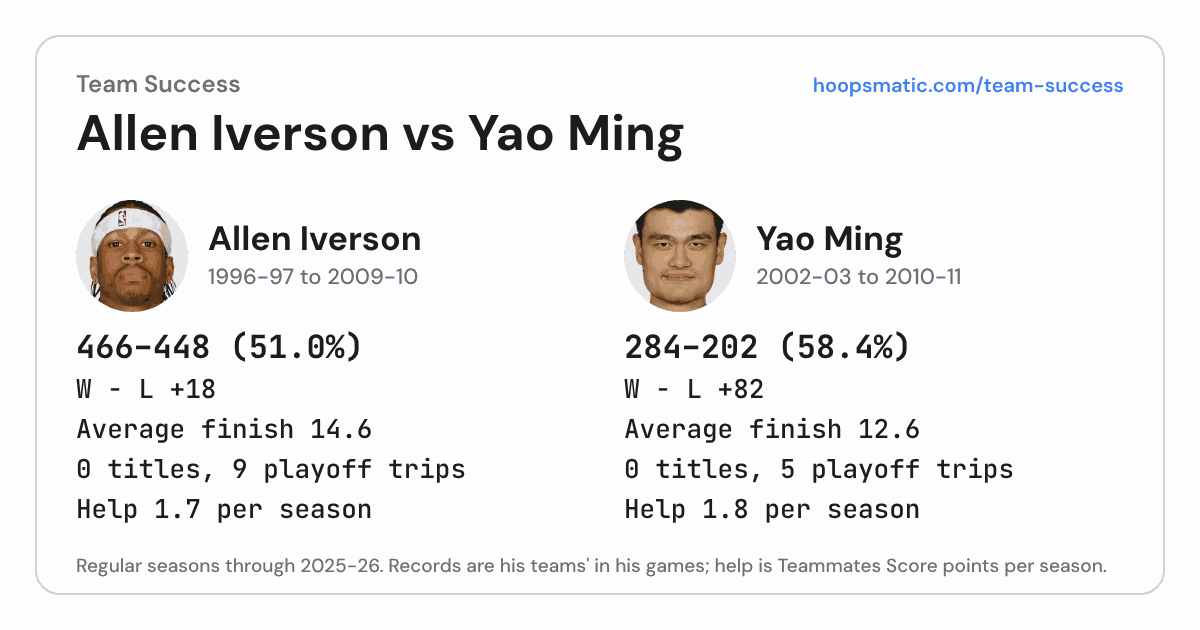 Team Success
hoopsmatic.com/team-success
Allen Iverson vs Yao Ming
Allen Iverson
1996-97 to 2009-10
466-448 (51.0%)
W - L +18
Average finish 14.6
0 titles, 9 playoff trips
Help 1.7 per season
Yao Ming
2002-03 to 2010-11
284-202 (58.4%)
W - L +82
Average finish 12.6
0 titles, 5 playoff trips
Help 1.8 per season
Regular seasons through 2025-26. Records are his teams' in his games; help is Teammates Score points per season.